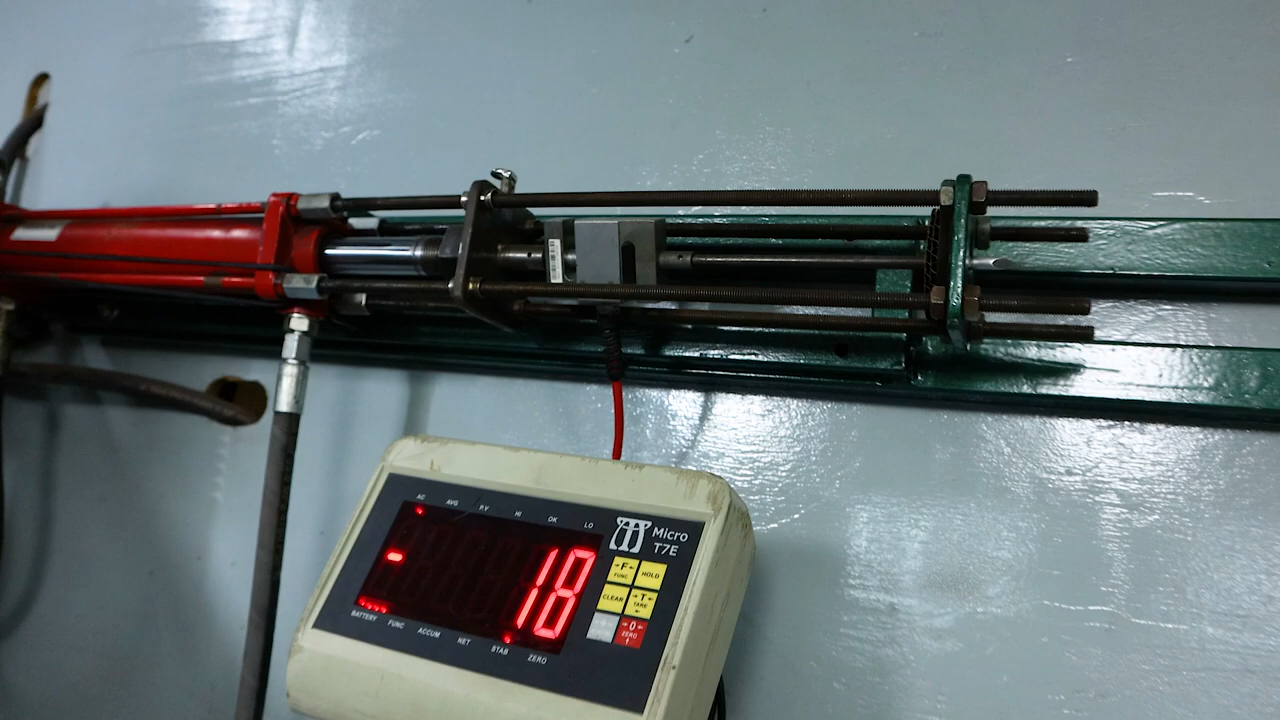 AC AVG P.V HI OK LO
Micro
T7E
- 18
F
FUNC
HOLD
CLEAR
T
TARE
0
ZERO
BATTERY FUNC ACCUM NET STAB ZERO